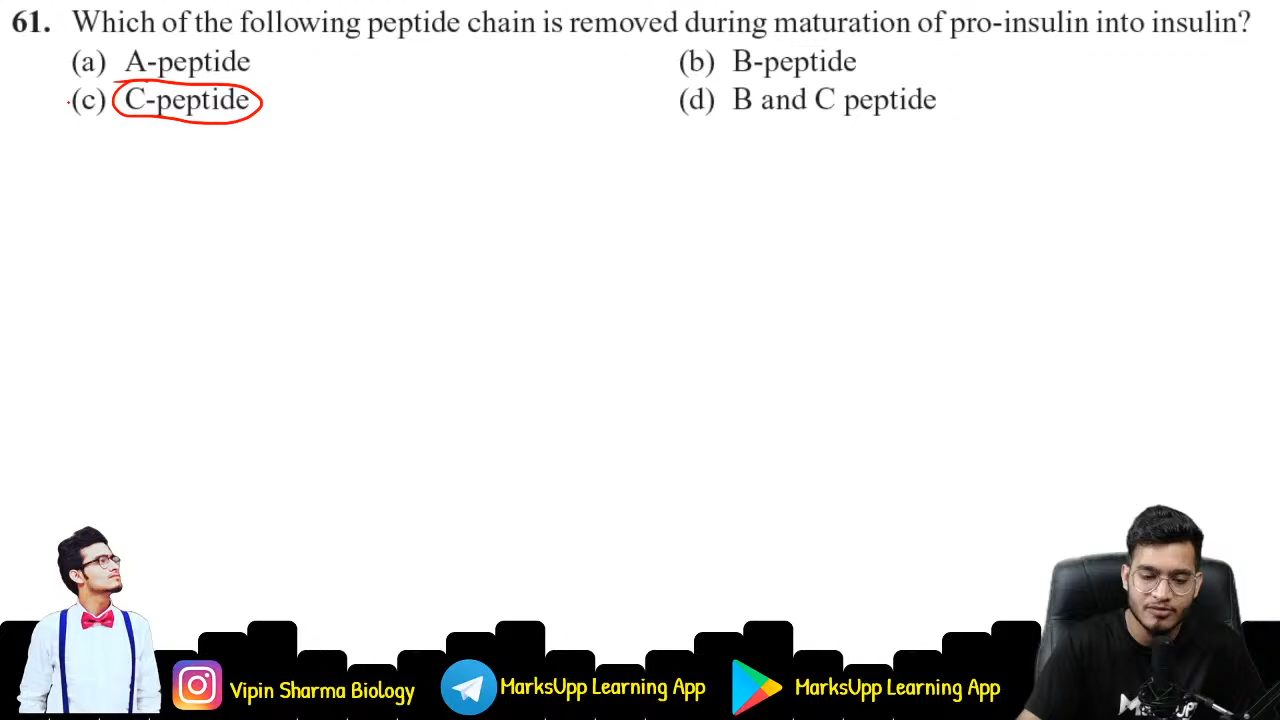 61. Which of the following peptide chain is removed during maturation of pro-insulin into insulin?
(a) A-peptide (b) B-peptide
(c) C-peptide (d) B and C peptide
Vipin Sharma Biology MarksUpp Learning App MarksUpp Learning App